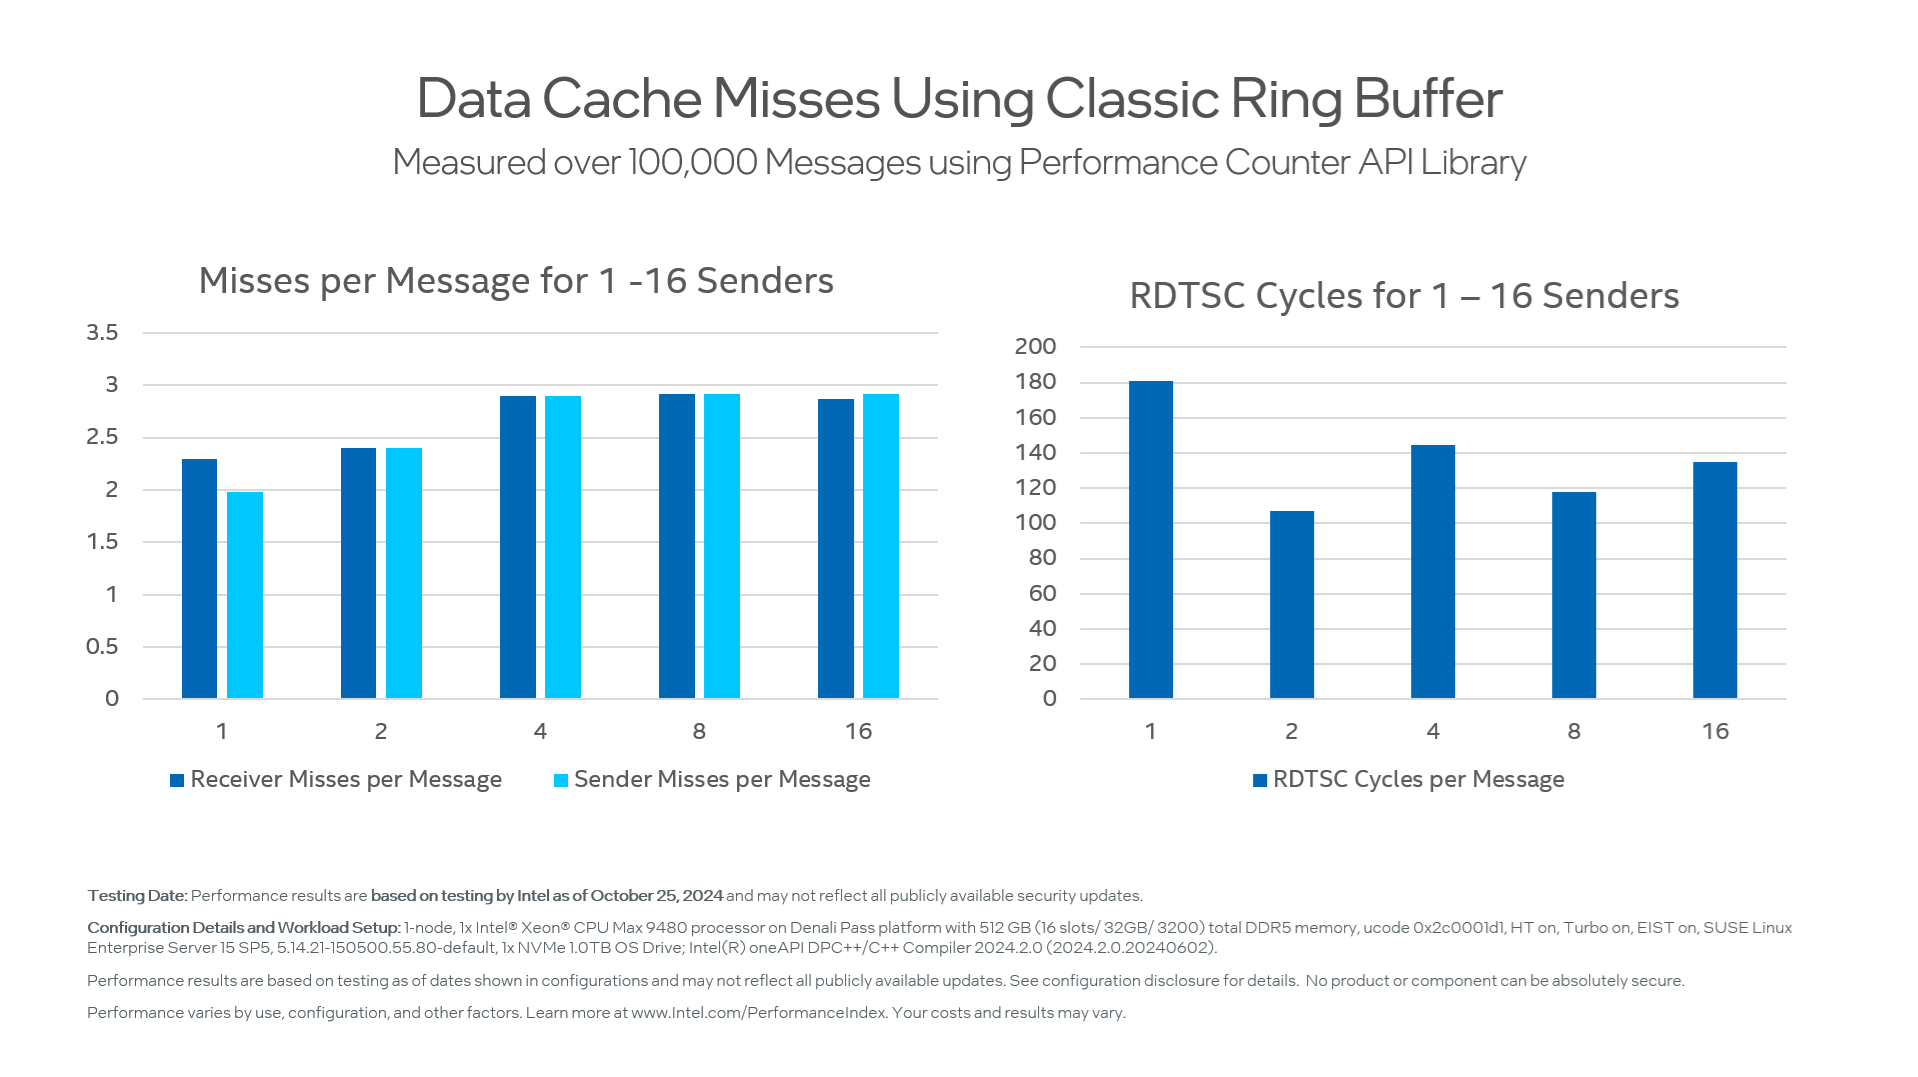 Data Cache Misses Using Classic Ring Buffer
Measured over 100,000 Messages using Performance Counter API Library
Misses per Message for 1 -16 Senders
3.5
3
2.5
2
1.5
1
0.5
0
1
2
4
8
16
Receiver Misses per Message
Sender Misses per Message
RDTSC Cycles for 1 – 16 Senders
200
180
160
140
120
100
80
60
40
20
0
1
2
4
8
16
RDTSC Cycles per Message
Testing Date: Performance results are based on testing by Intel as of October 25, 2024 and may not reflect all publicly available security updates.
Configuration Details and Workload Setup: 1-node, 1x Intel® Xeon® CPU Max 9480 processor on Denali Pass platform with 512 GB (16 slots/ 32GB/ 3200) total DDR5 memory, ucode 0x2c0001d1, HT on, Turbo on, EIST on, SUSE Linux
Enterprise Server 15 SP5, 5.14.21-150500.55.80-default, 1x NVMe 1.0TB OS Drive; Intel(R) oneAPI DPC++/C++ Compiler 2024.2.0 (2024.2.0.20240602).
Performance results are based on testing as of dates shown in configurations and may not reflect all publicly available updates. See configuration disclosure for details.  No product or component can be absolutely secure.
Performance varies by use, configuration, and other factors. Learn more at www.Intel.com/PerformanceIndex. Your costs and results may vary.